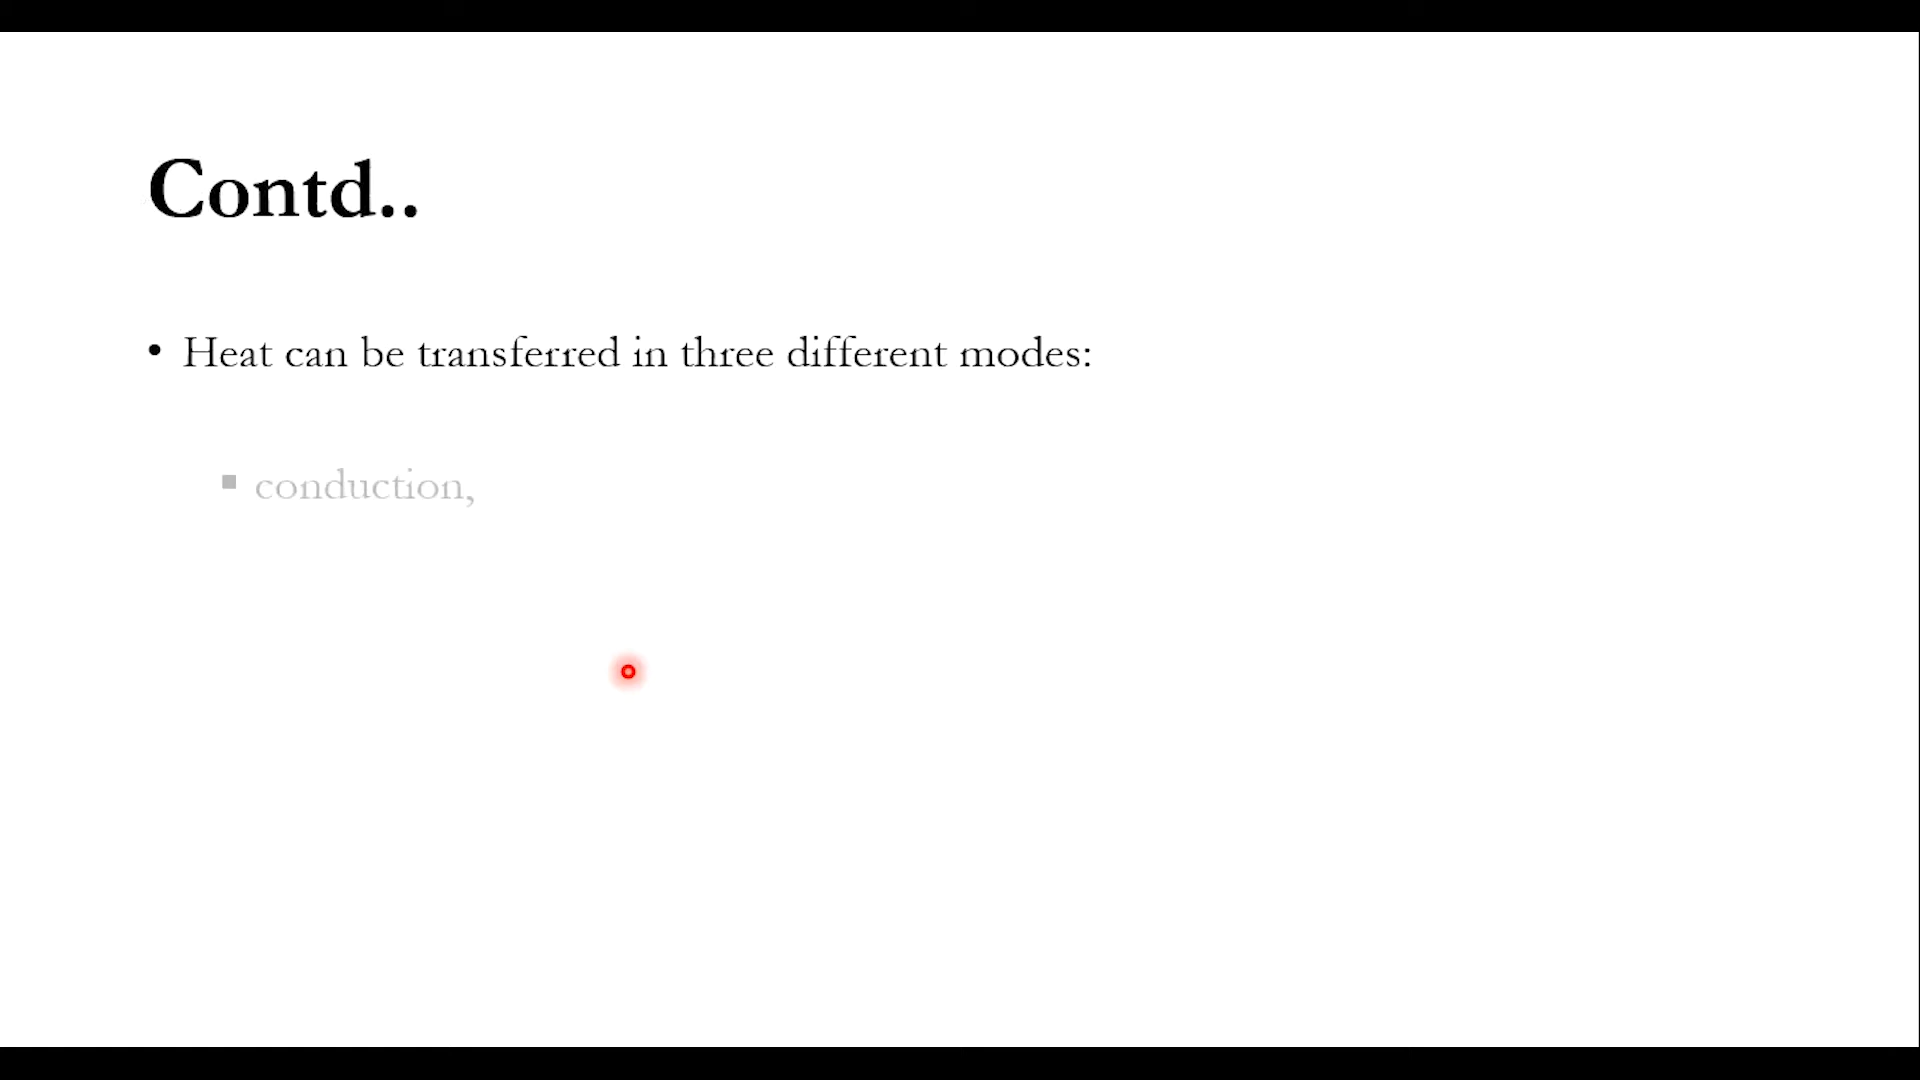 Contd..
• Heat can be transferred in three different modes:
▪ conduction,